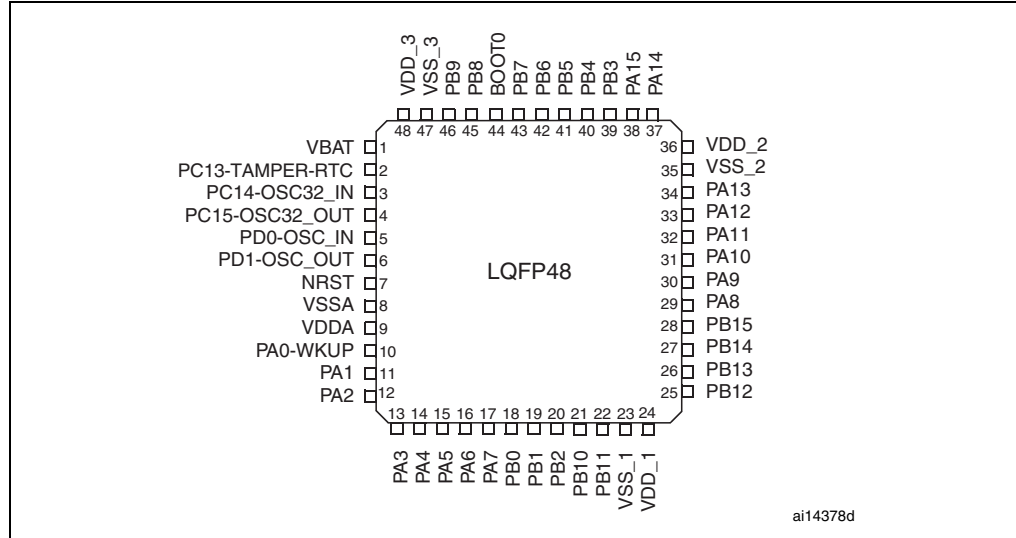 VDD_3
VSS_3
PB9
PB8
BOOT0
PB7
PB6
PB5
PB4
PB3
PA15
PA14
48 47 46 45 44 43 42 41 40 39 38 37
VBAT 1
PC13-TAMPER-RTC 2
PC14-OSC32_IN 3
PC15-OSC32_OUT 4
PD0-OSC_IN 5
PD1-OSC_OUT 6
NRST 7
VSSA 8
VDDA 9
PA0-WKUP 10
PA1 11
PA2 12
LQFP48
36 VDD_2
35 VSS_2
34 PA13
33 PA12
32 PA11
31 PA10
30 PA9
29 PA8
28 PB15
27 PB14
26 PB13
25 PB12
13 14 15 16 17 18 19 20 21 22 23 24
PA3
PA4
PA5
PA6
PA7
PB0
PB1
PB2
PB10
PB11
VSS_1
VDD_1
ai14378d